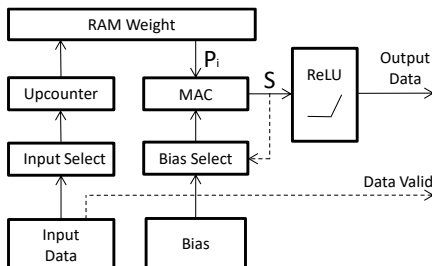 RAM Weight
Pi
S
ReLU
Output
Data
Upcounter
MAC
Input Select
Bias Select
Data Valid
Input
Data
Bias